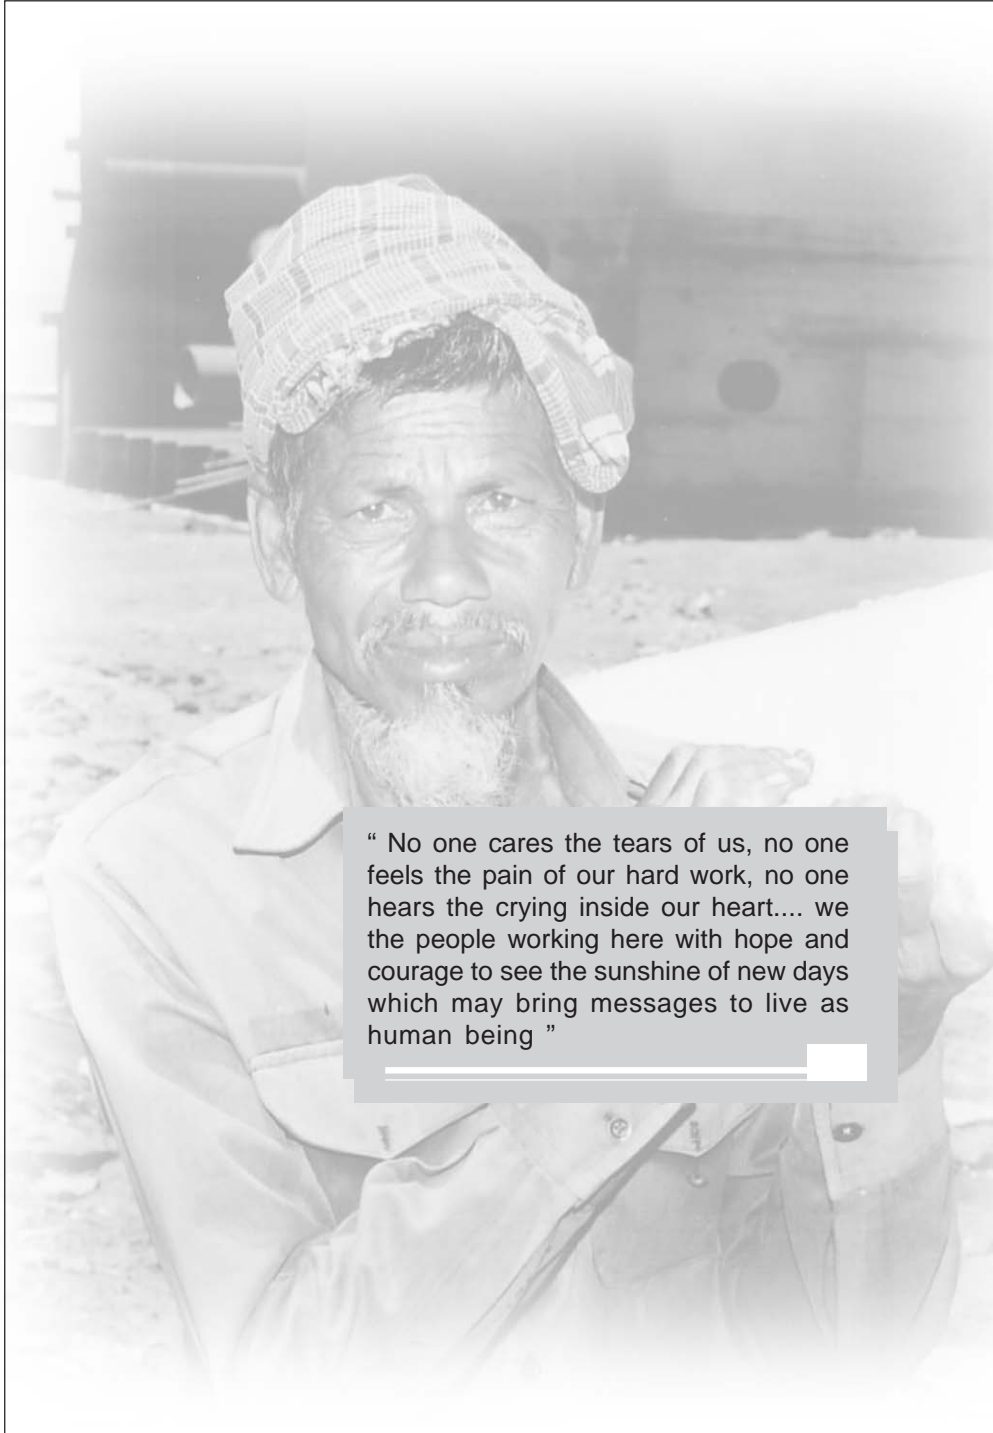 “ No one cares the tears of us, no one
feels the pain of our hard work, no one
hears the crying inside our heart.... we
the people working here with hope and
courage to see the sunshine of new days
which may bring messages to live as
human being ”